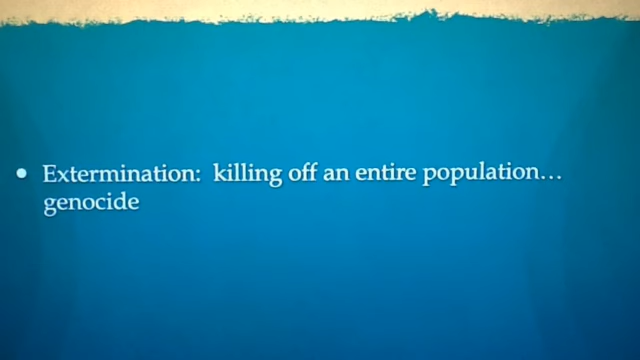 • Extermination:  killing off an entire population…
genocide